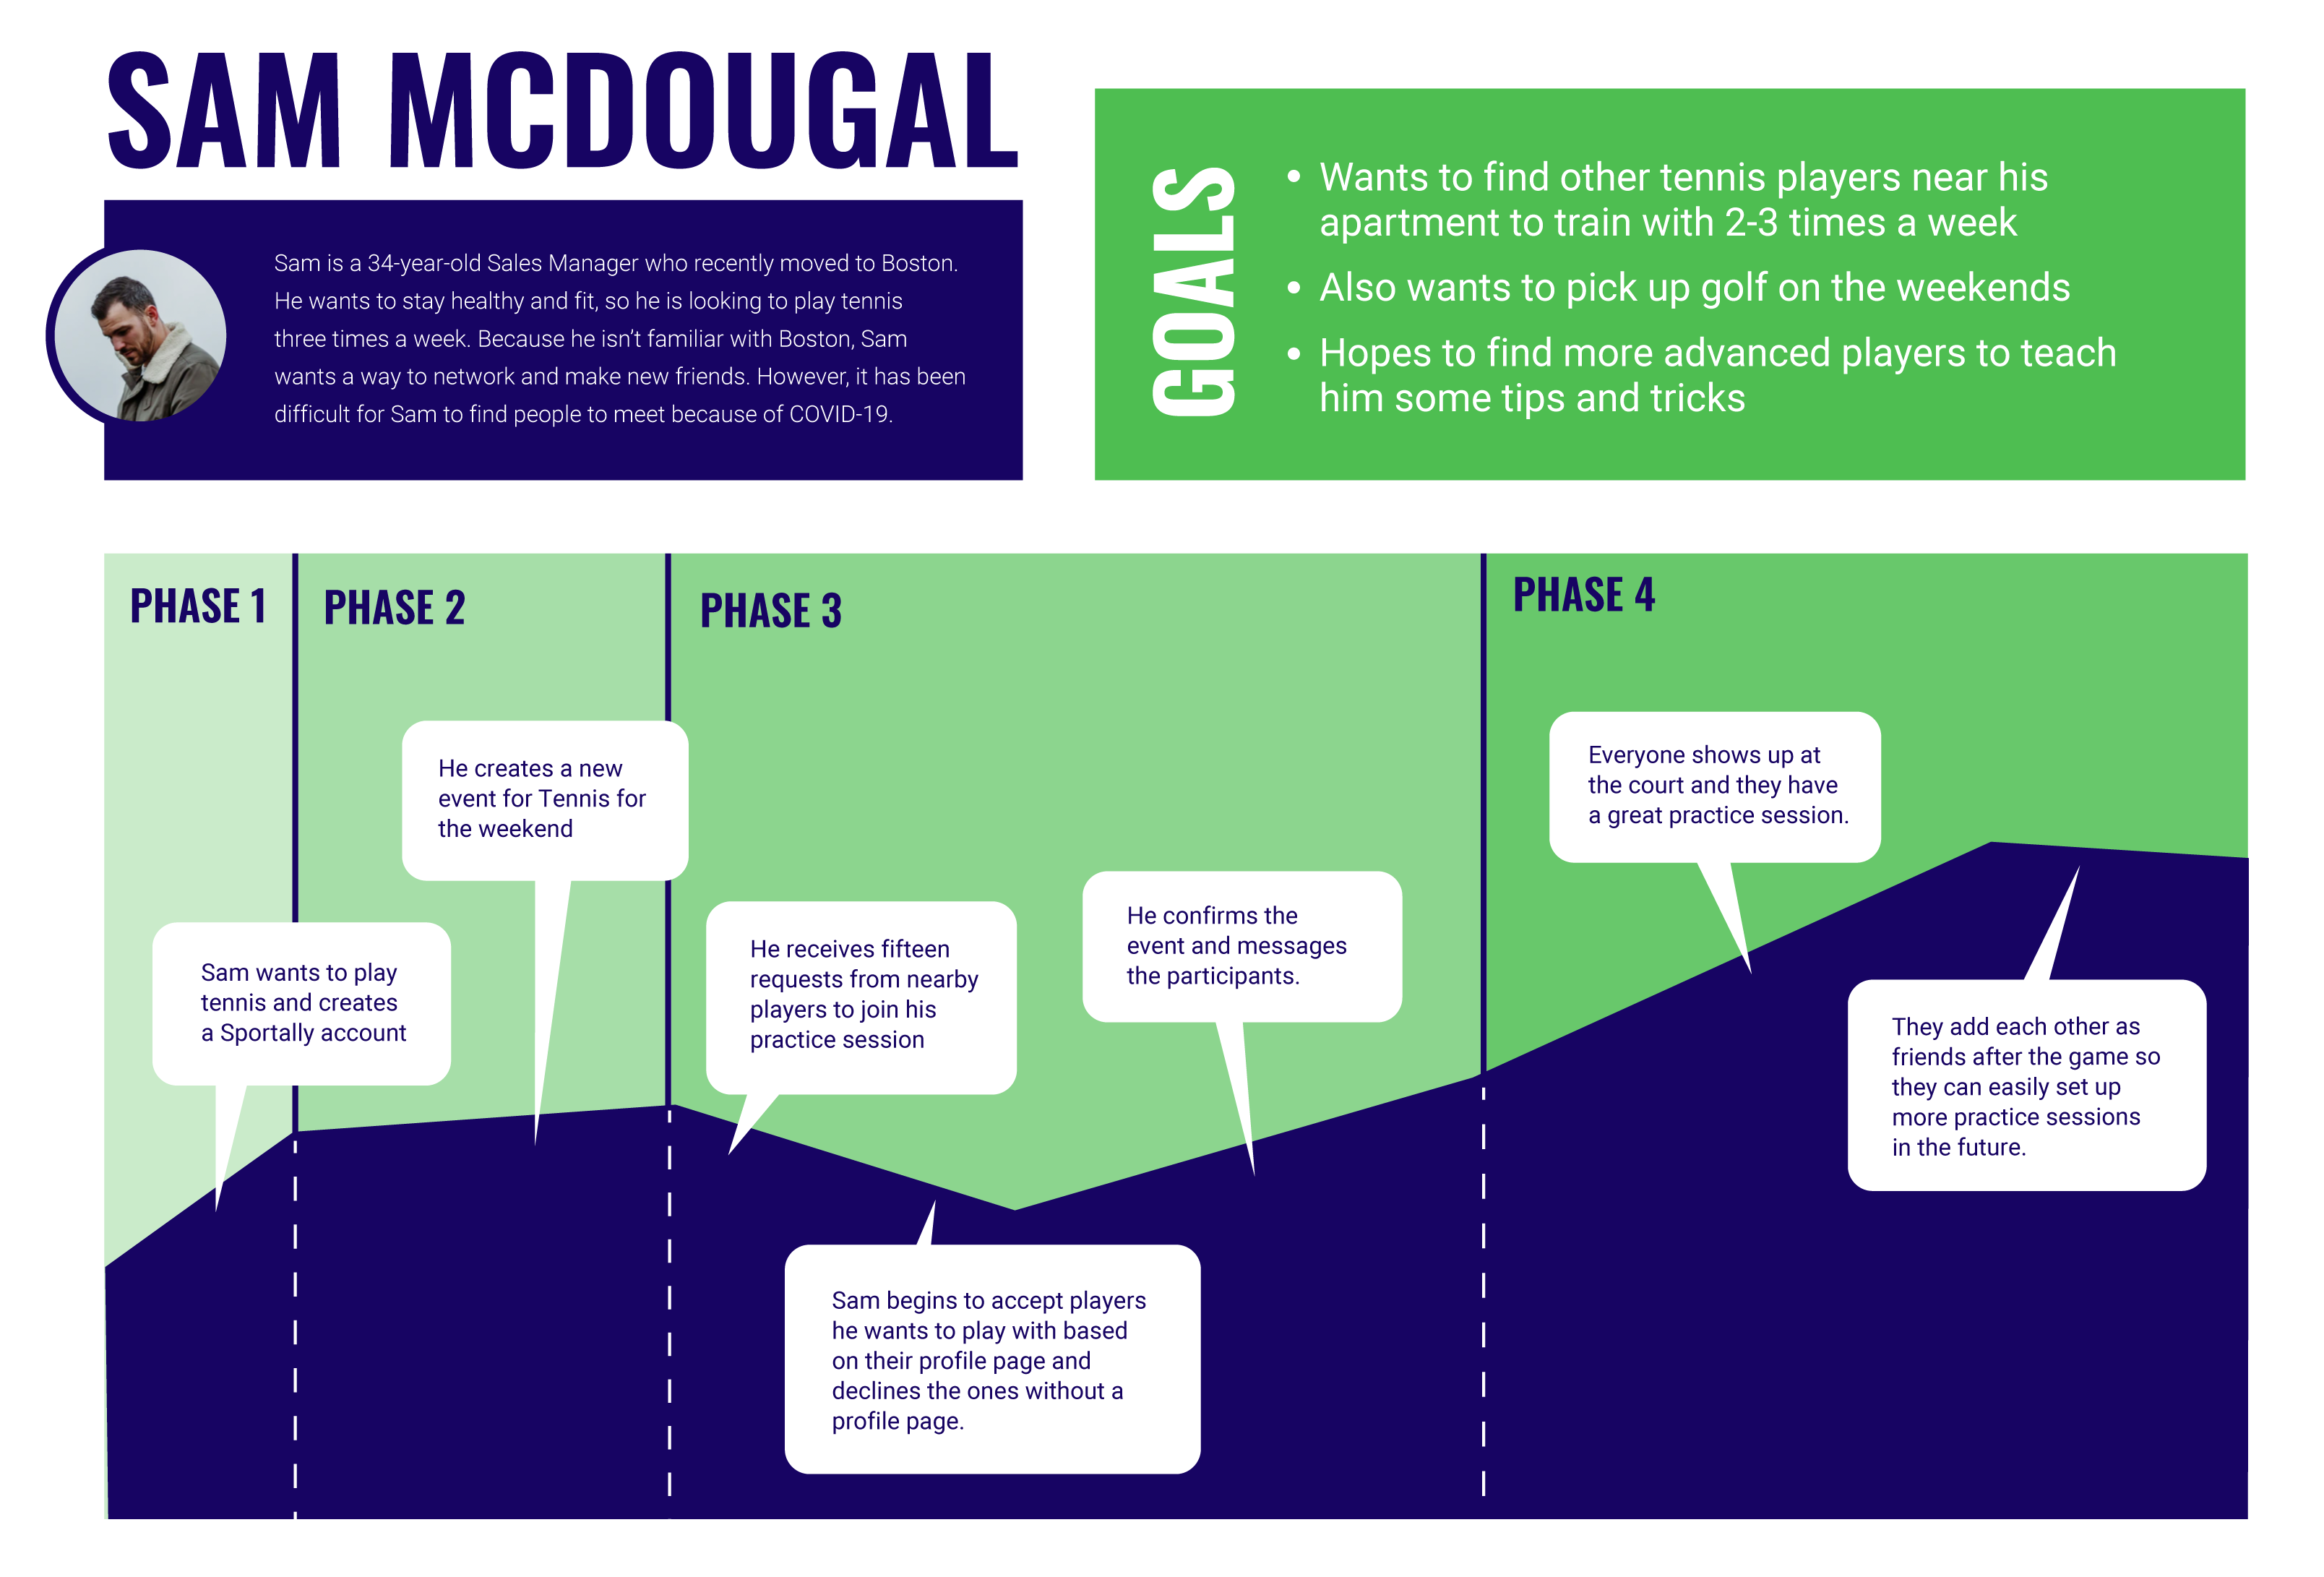 SAM MCDOUGAL
Sam is a 34-year-old Sales Manager who recently moved to Boston.
He wants to stay healthy and fit, so he is looking to play tennis
three times a week. Because he isn’t familiar with Boston, Sam
wants a way to network and make new friends. However, it has been
difficult for Sam to find people to meet because of COVID-19.
GOALS
• Wants to find other tennis players near his
apartment to train with 2-3 times a week
• Also wants to pick up golf on the weekends
• Hopes to find more advanced players to teach
him some tips and tricks
PHASE 1
Sam wants to play
tennis and creates
a Sportally account
PHASE 2
He creates a new
event for Tennis for
the weekend
PHASE 3
He receives fifteen
requests from nearby
players to join his
practice session
Sam begins to accept players
he wants to play with based
on their profile page and
declines the ones without a
profile page.
He confirms the
event and messages
the participants.
PHASE 4
Everyone shows up at
the court and they have
a great practice session.
They add each other as
friends after the game so
they can easily set up
more practice sessions
in the future.